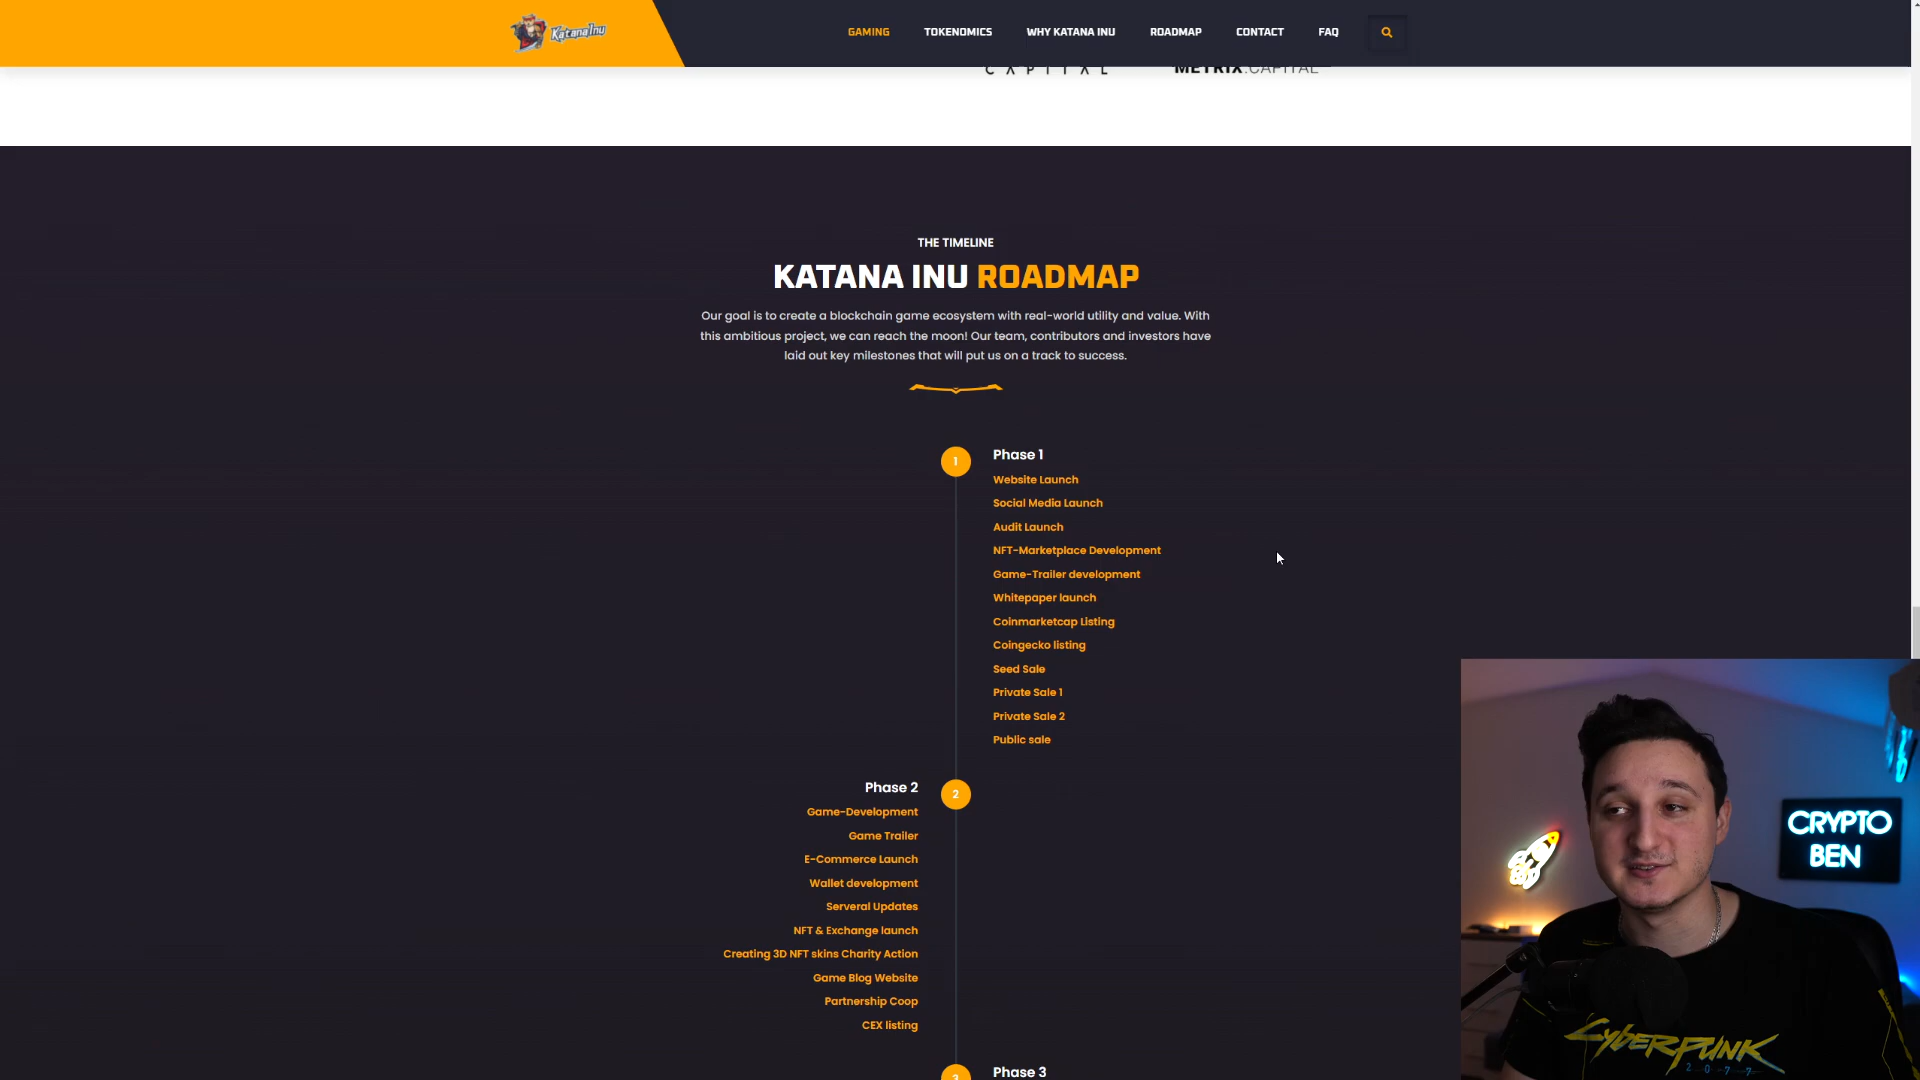 KatanaInu
GAMING TOKENOMICS WHY KATANA INU ROADMAP CONTACT FAQ
CAPITAL METRIX.CAPITAL
THE TIMELINE
KATANA INU ROADMAP
Our goal is to create a blockchain game ecosystem with real-world utility and value. With
this ambitious project, we can reach the moon! Our team, contributors and investors have
laid out key milestones that will put us on a track to success.
1
Phase 1
Website Launch
Social Media Launch
Audit Launch
NFT-Marketplace Development
Game-Trailer development
Whitepaper launch
Coinmarketcap Listing
Coingecko listing
Seed Sale
Private Sale 1
Private Sale 2
Public sale
Phase 2
2
Game-Development
Game Trailer
E-Commerce Launch
Wallet development
Serveral Updates
NFT & Exchange launch
Creating 3D NFT skins Charity Action
Game Blog Website
Partnership Coop
CEX listing
3
Phase 3
CRYPTO
BEN
CYBERPUNK
2077